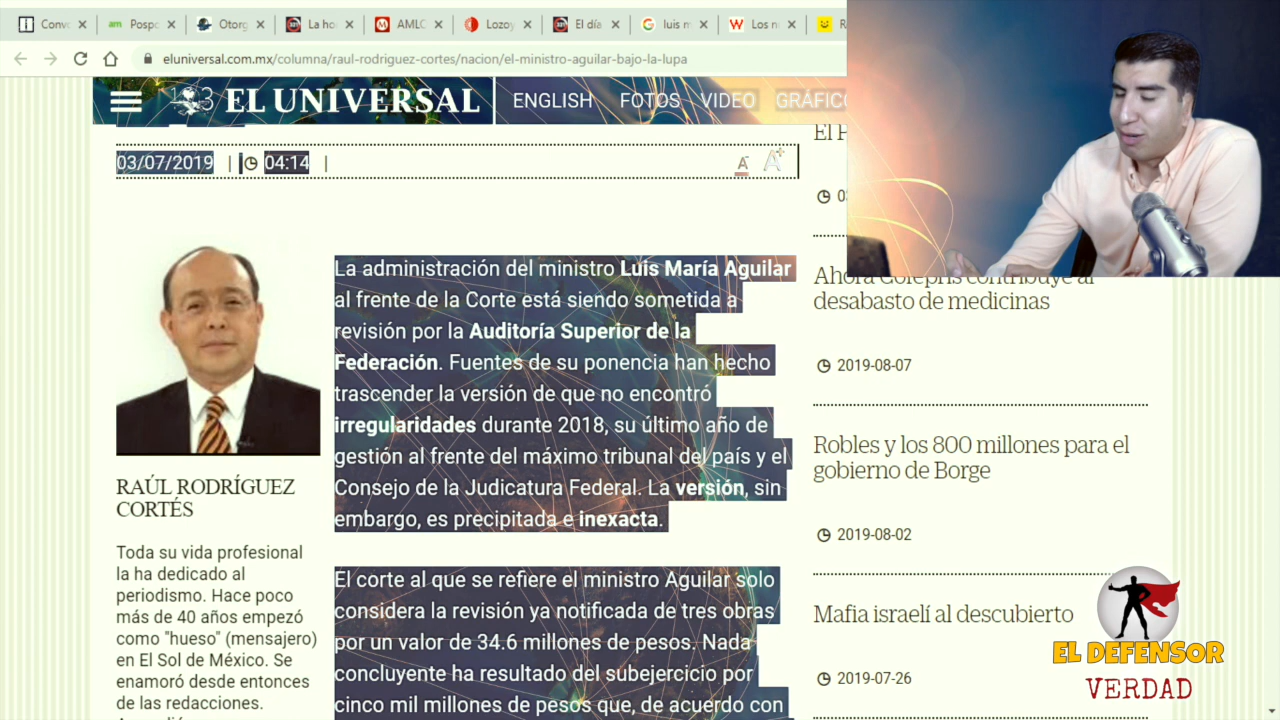 Conv
Pospo
Otorg
La ho
AMLO
Lozoy
El día
luis m
Los n
eluniversal.com.mx/columna/raul-rodriguez-cortes/nacion/el-ministro-aguilar-bajo-la-lupa
EL UNIVERSAL
ENGLISH FOTOS VIDEO GRÁFICO
03/07/2019 | 04:14 |
A- A+
La administración del ministro Luis María Aguilar
al frente de la Corte está siendo sometida a
revisión por la Auditoría Superior de la
Federación. Fuentes de su ponencia han hecho
trascender la versión de que no encontró
irregularidades durante 2018, su último año de
gestión al frente del máximo tribunal del país y el
Consejo de la Judicatura Federal. La versión, sin
embargo, es precipitada e inexacta.
El corte al que se refiere el ministro Aguilar solo
considera la revisión ya notificada de tres obras
por un valor de 34.6 millones de pesos. Nada
concluyente ha resultado del subejercicio por
cinco mil millones de pesos que, de acuerdo con
RAÚL RODRÍGUEZ
CORTÉS
Toda su vida profesional
la ha dedicado al
periodismo. Hace poco
más de 40 años empezó
como "hueso" (mensajero)
en El Sol de México. Se
enamoró desde entonces
de las redacciones.
Ahora Cofepris contribuye al
desabasto de medicinas
2019-08-07
Robles y los 800 millones para el
gobierno de Borge
2019-08-02
Mafia israelí al descubierto
2019-07-26
EL DEFENSOR
VERDAD